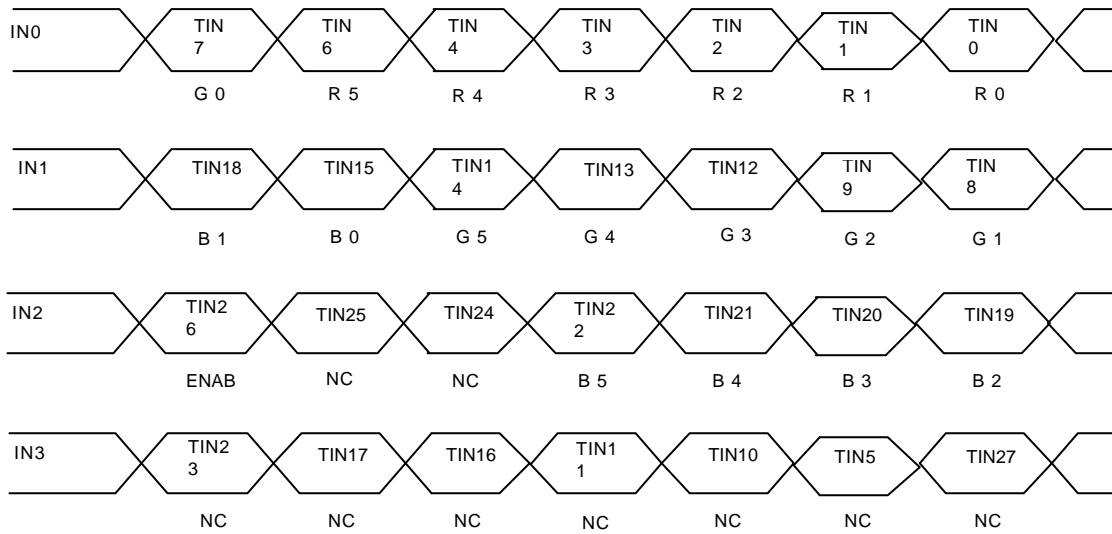 IN0 TIN TIN TIN TIN TIN TIN TIN
7 6 4 3 2 1 0
G 0 R 5 R 4 R 3 R 2 R 1 R 0
IN1 TIN18 TIN15 TIN1 TIN13 TIN12 TIN TIN
4 9 8
B 1 B 0 G 5 G 4 G 3 G 2 G 1
IN2 TIN2 TIN25 TIN24 TIN2 TIN21 TIN20 TIN19
6 2
ENAB NC NC B 5 B 4 B 3 B 2
IN3 TIN2 TIN17 TIN16 TIN1 TIN10 TIN5 TIN27
3 1
NC NC NC NC NC NC NC